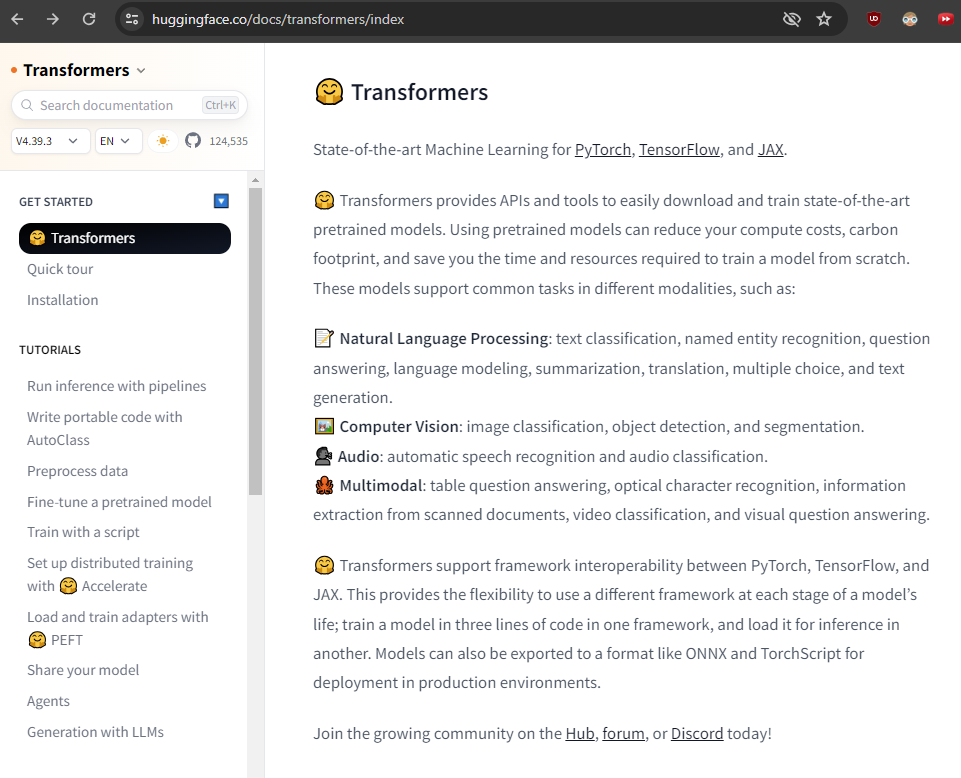 huggingface.co/docs/transformers/index
Transformers
Search documentation Ctrl+K
V4.39.3 EN 124,535
GET STARTED
🤗 Transformers
Quick tour
Installation
TUTORIALS
Run inference with pipelines
Write portable code with
AutoClass
Preprocess data
Fine-tune a pretrained model
Train with a script
Set up distributed training
with 🤗 Accelerate
Load and train adapters with
🤗 PEFT
Share your model
Agents
Generation with LLMs
🤗 Transformers
State-of-the-art Machine Learning for PyTorch, TensorFlow, and JAX.
🤗 Transformers provides APIs and tools to easily download and train state-of-the-art
pretrained models. Using pretrained models can reduce your compute costs, carbon
footprint, and save you the time and resources required to train a model from scratch.
These models support common tasks in different modalities, such as:
📝 Natural Language Processing: text classification, named entity recognition, question
answering, language modeling, summarization, translation, multiple choice, and text
generation.
🖼️ Computer Vision: image classification, object detection, and segmentation.
🗣️ Audio: automatic speech recognition and audio classification.
🐙 Multimodal: table question answering, optical character recognition, information
extraction from scanned documents, video classification, and visual question answering.
🤗 Transformers support framework interoperability between PyTorch, TensorFlow, and
JAX. This provides the flexibility to use a different framework at each stage of a model’s
life; train a model in three lines of code in one framework, and load it for inference in
another. Models can also be exported to a format like ONNX and TorchScript for
deployment in production environments.
Join the growing community on the Hub, forum, or Discord today!